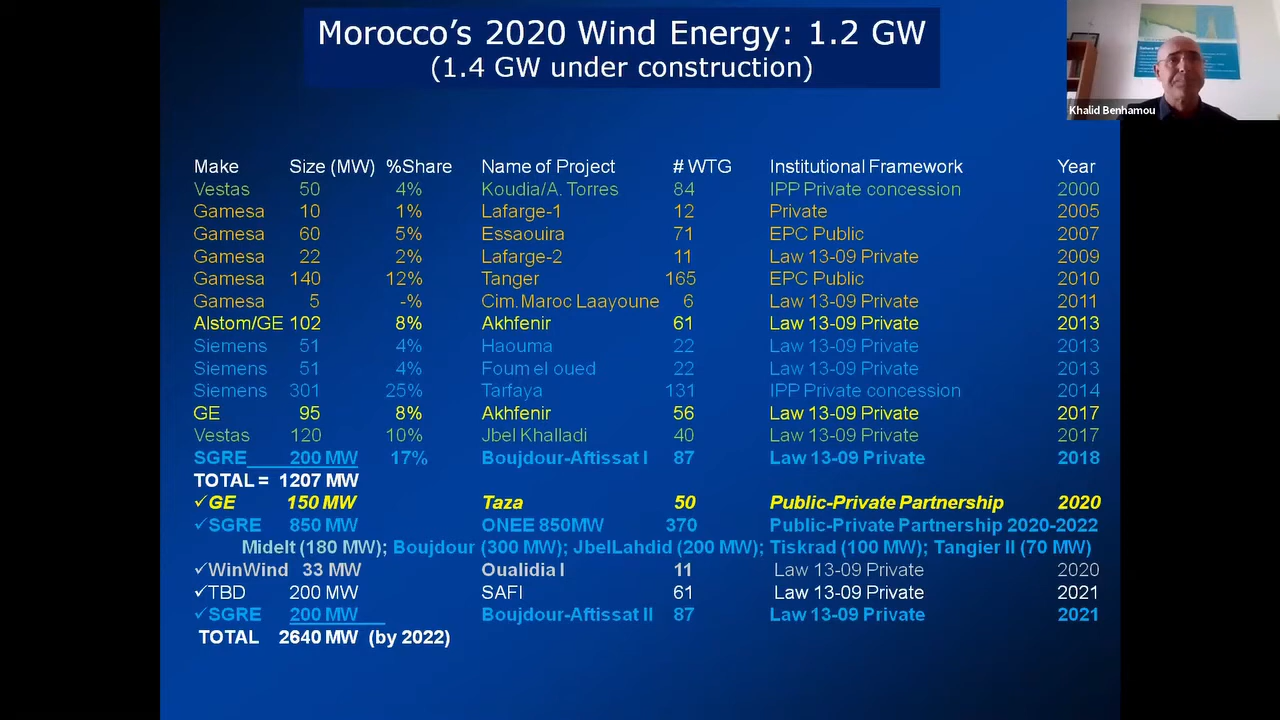 Morocco's 2020 Wind Energy: 1.2 GW
(1.4 GW under construction)
Khalid Benhamou
Make Size (MW) %Share Name of Project # WTG Institutional Framework Year
Vestas 50 4% Koudia/A. Torres 84 IPP Private concession 2000
Gamesa 10 1% Lafarge-1 12 Private 2005
Gamesa 60 5% Essaouira 71 EPC Public 2007
Gamesa 22 2% Lafarge-2 11 Law 13-09 Private 2009
Gamesa 140 12% Tanger 165 EPC Public 2010
Gamesa 5 -% Cim.Maroc Laayoune 6 Law 13-09 Private 2011
Alstom/GE 102 8% Akhfenir 61 Law 13-09 Private 2013
Siemens 51 4% Haouma 22 Law 13-09 Private 2013
Siemens 51 4% Foum el oued 22 Law 13-09 Private 2013
Siemens 301 25% Tarfaya 131 IPP Private concession 2014
GE 95 8% Akhfenir 56 Law 13-09 Private 2017
Vestas 120 10% Jbel Khalladi 40 Law 13-09 Private 2017
SGRE 200 MW 17% Boujdour-Aftissat I 87 Law 13-09 Private 2018
TOTAL = 1207 MW
✓GE 150 MW Taza 50 Public-Private Partnership 2020
✓SGRE 850 MW ONEE 850MW 370 Public-Private Partnership 2020-2022
Midelt (180 MW); Boujdour (300 MW); JbelLahdid (200 MW); Tiskrad (100 MW); Tangier II (70 MW)
✓WinWind 33 MW Oualidia I 11 Law 13-09 Private 2020
✓TBD 200 MW SAFI 61 Law 13-09 Private 2021
✓SGRE 200 MW Boujdour-Aftissat II 87 Law 13-09 Private 2021
TOTAL 2640 MW (by 2022)